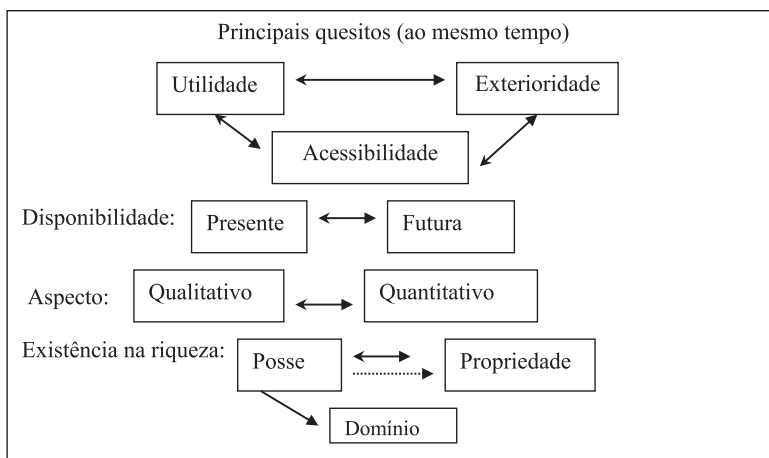 Principais quesitos (ao mesmo tempo)
Utilidade Exterioridade
Acessibilidade
Disponibilidade: Presente Futura
Aspecto: Qualitativo Quantitativo
Existência na riqueza: Posse Propriedade
Domínio